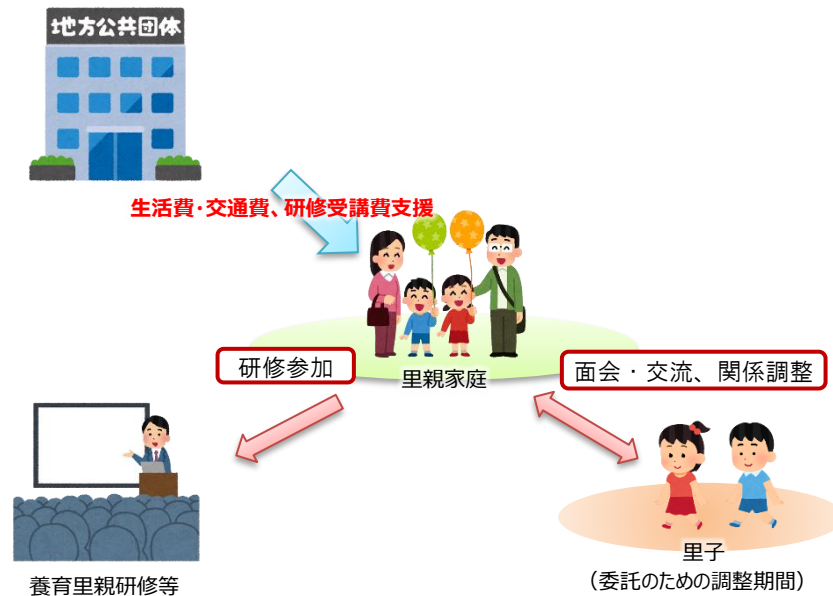 地方公共団体
生活費・交通費、研修受講費支援
研修参加
里親家庭
面会・交流、関係調整
養育里親研修等
里子
（委託のための調整期間）